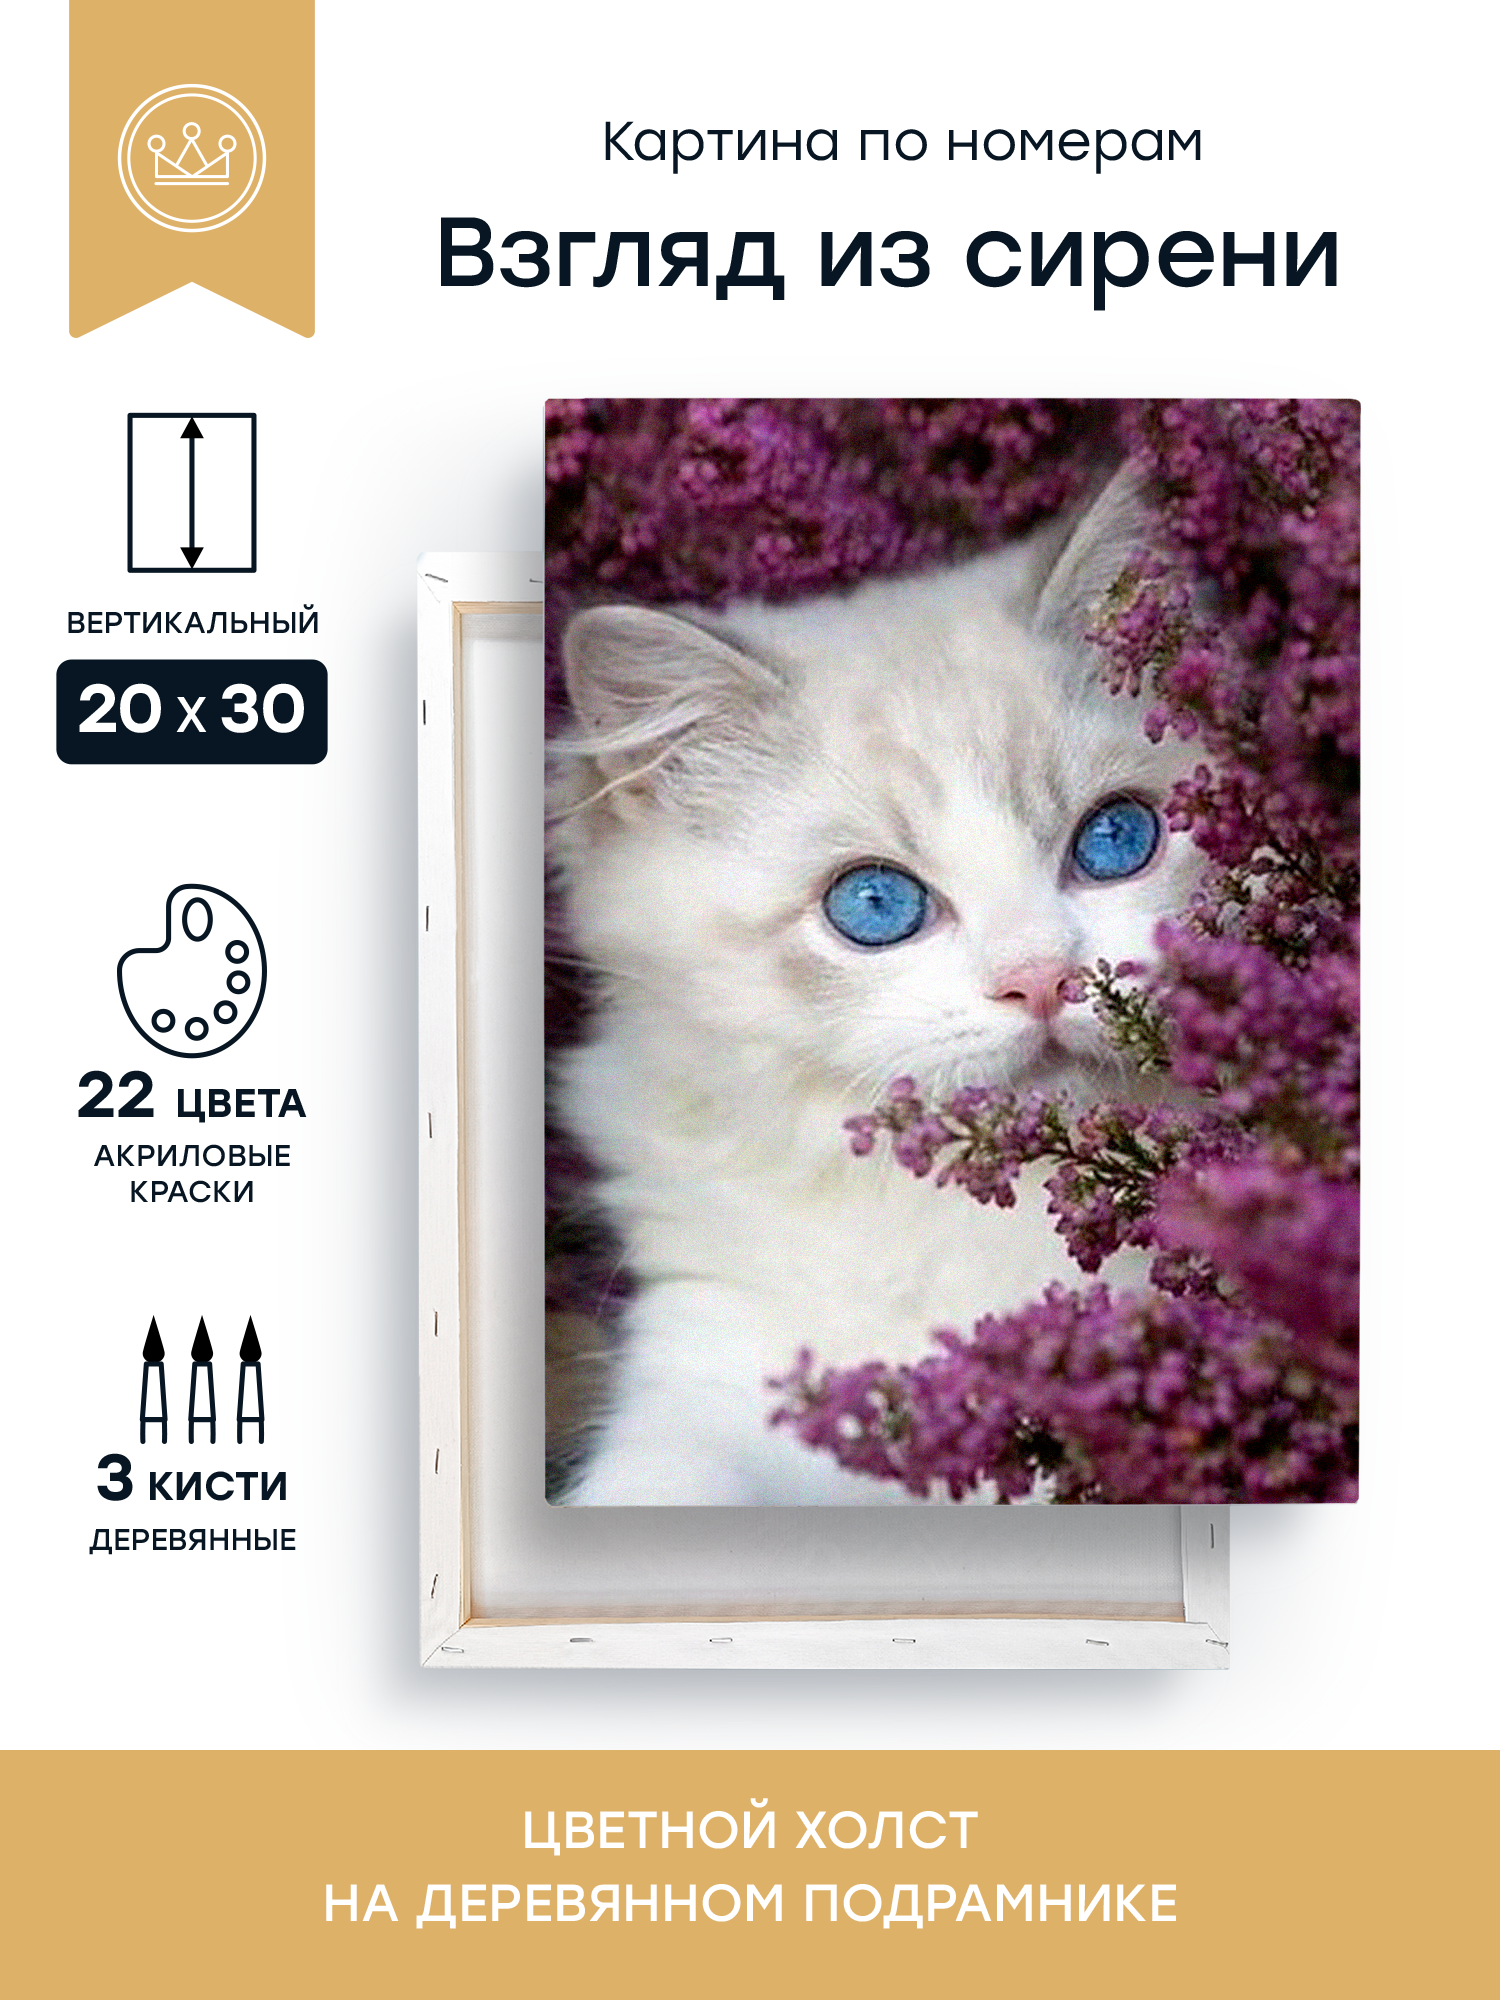 Картина по номерам
Взгляд из сирени
ВЕРТИКАЛЬНЫЙ
20 X 30
22 ЦВЕТА
АКРИЛОВЫЕ
КРАСКИ
3 КИСТИ
ДЕРЕВЯННЫЕ
ЦВЕТНОЙ ХОЛСТ
НА ДЕРЕВЯННОМ ПОДРАМНИКЕ